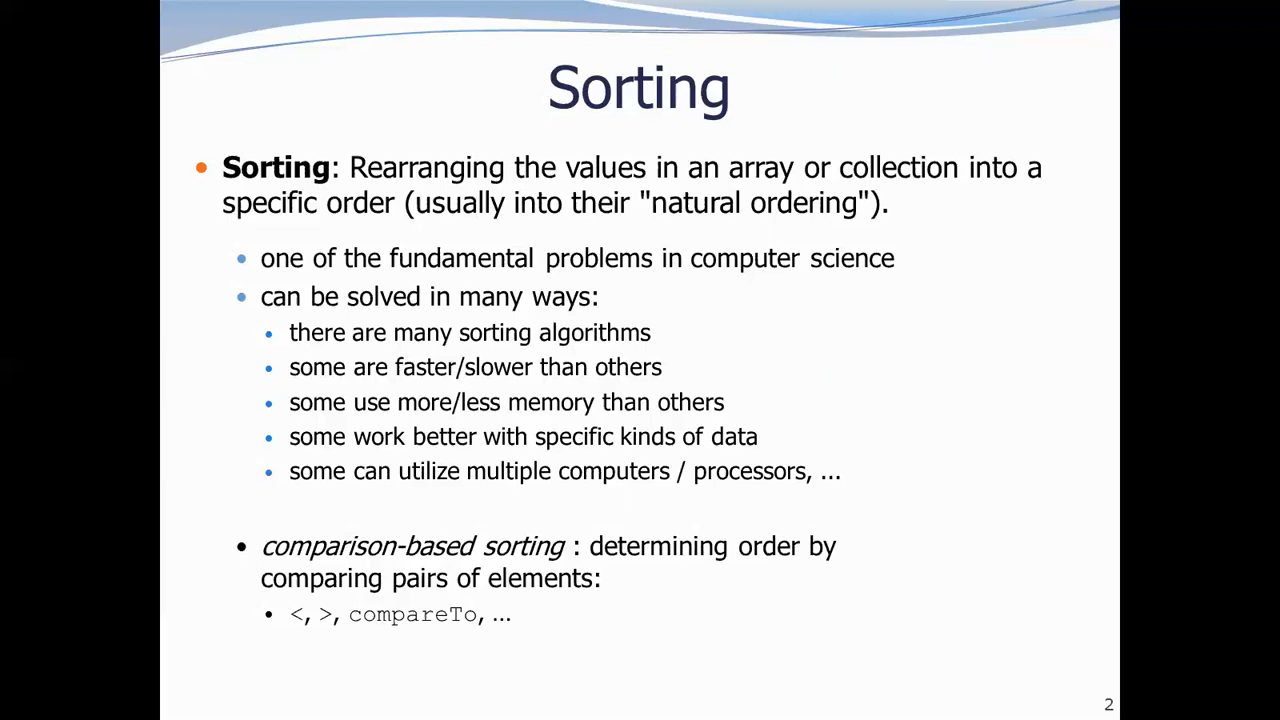 Sorting
• Sorting: Rearranging the values in an array or collection into a
specific order (usually into their "natural ordering").
• one of the fundamental problems in computer science
• can be solved in many ways:
• there are many sorting algorithms
• some are faster/slower than others
• some use more/less memory than others
• some work better with specific kinds of data
• some can utilize multiple computers / processors, ...
• comparison-based sorting : determining order by
comparing pairs of elements:
• <, >, compareTo, ...
2